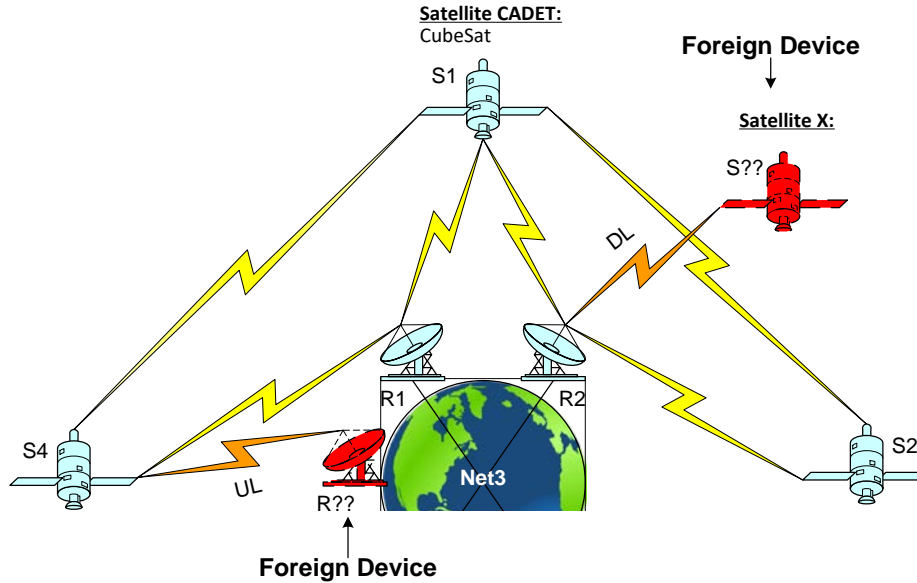 Satellite CADET:
CubeSat
Foreign Device
S1
Satellite X:
S??
DL
R1
R2
S4
S2
UL
Net3
R??
Foreign Device